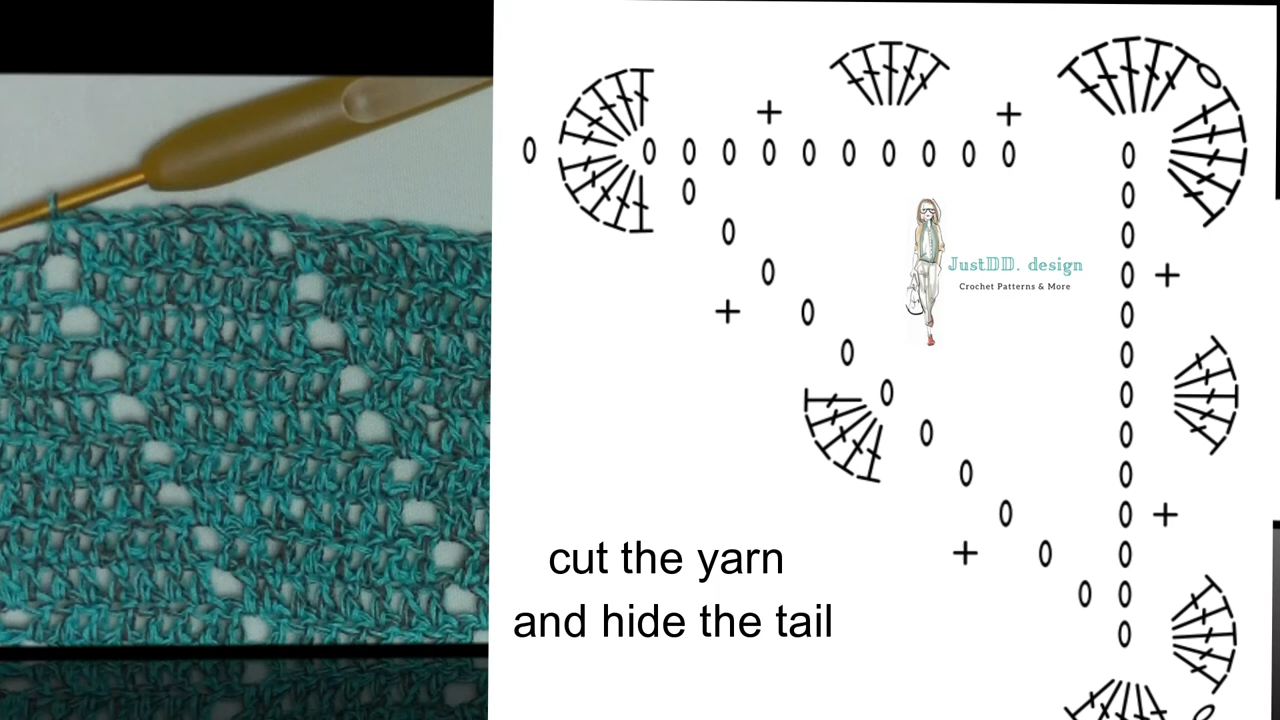 JustDD. design
Crochet Patterns & More
cut the yarn
and hide the tail